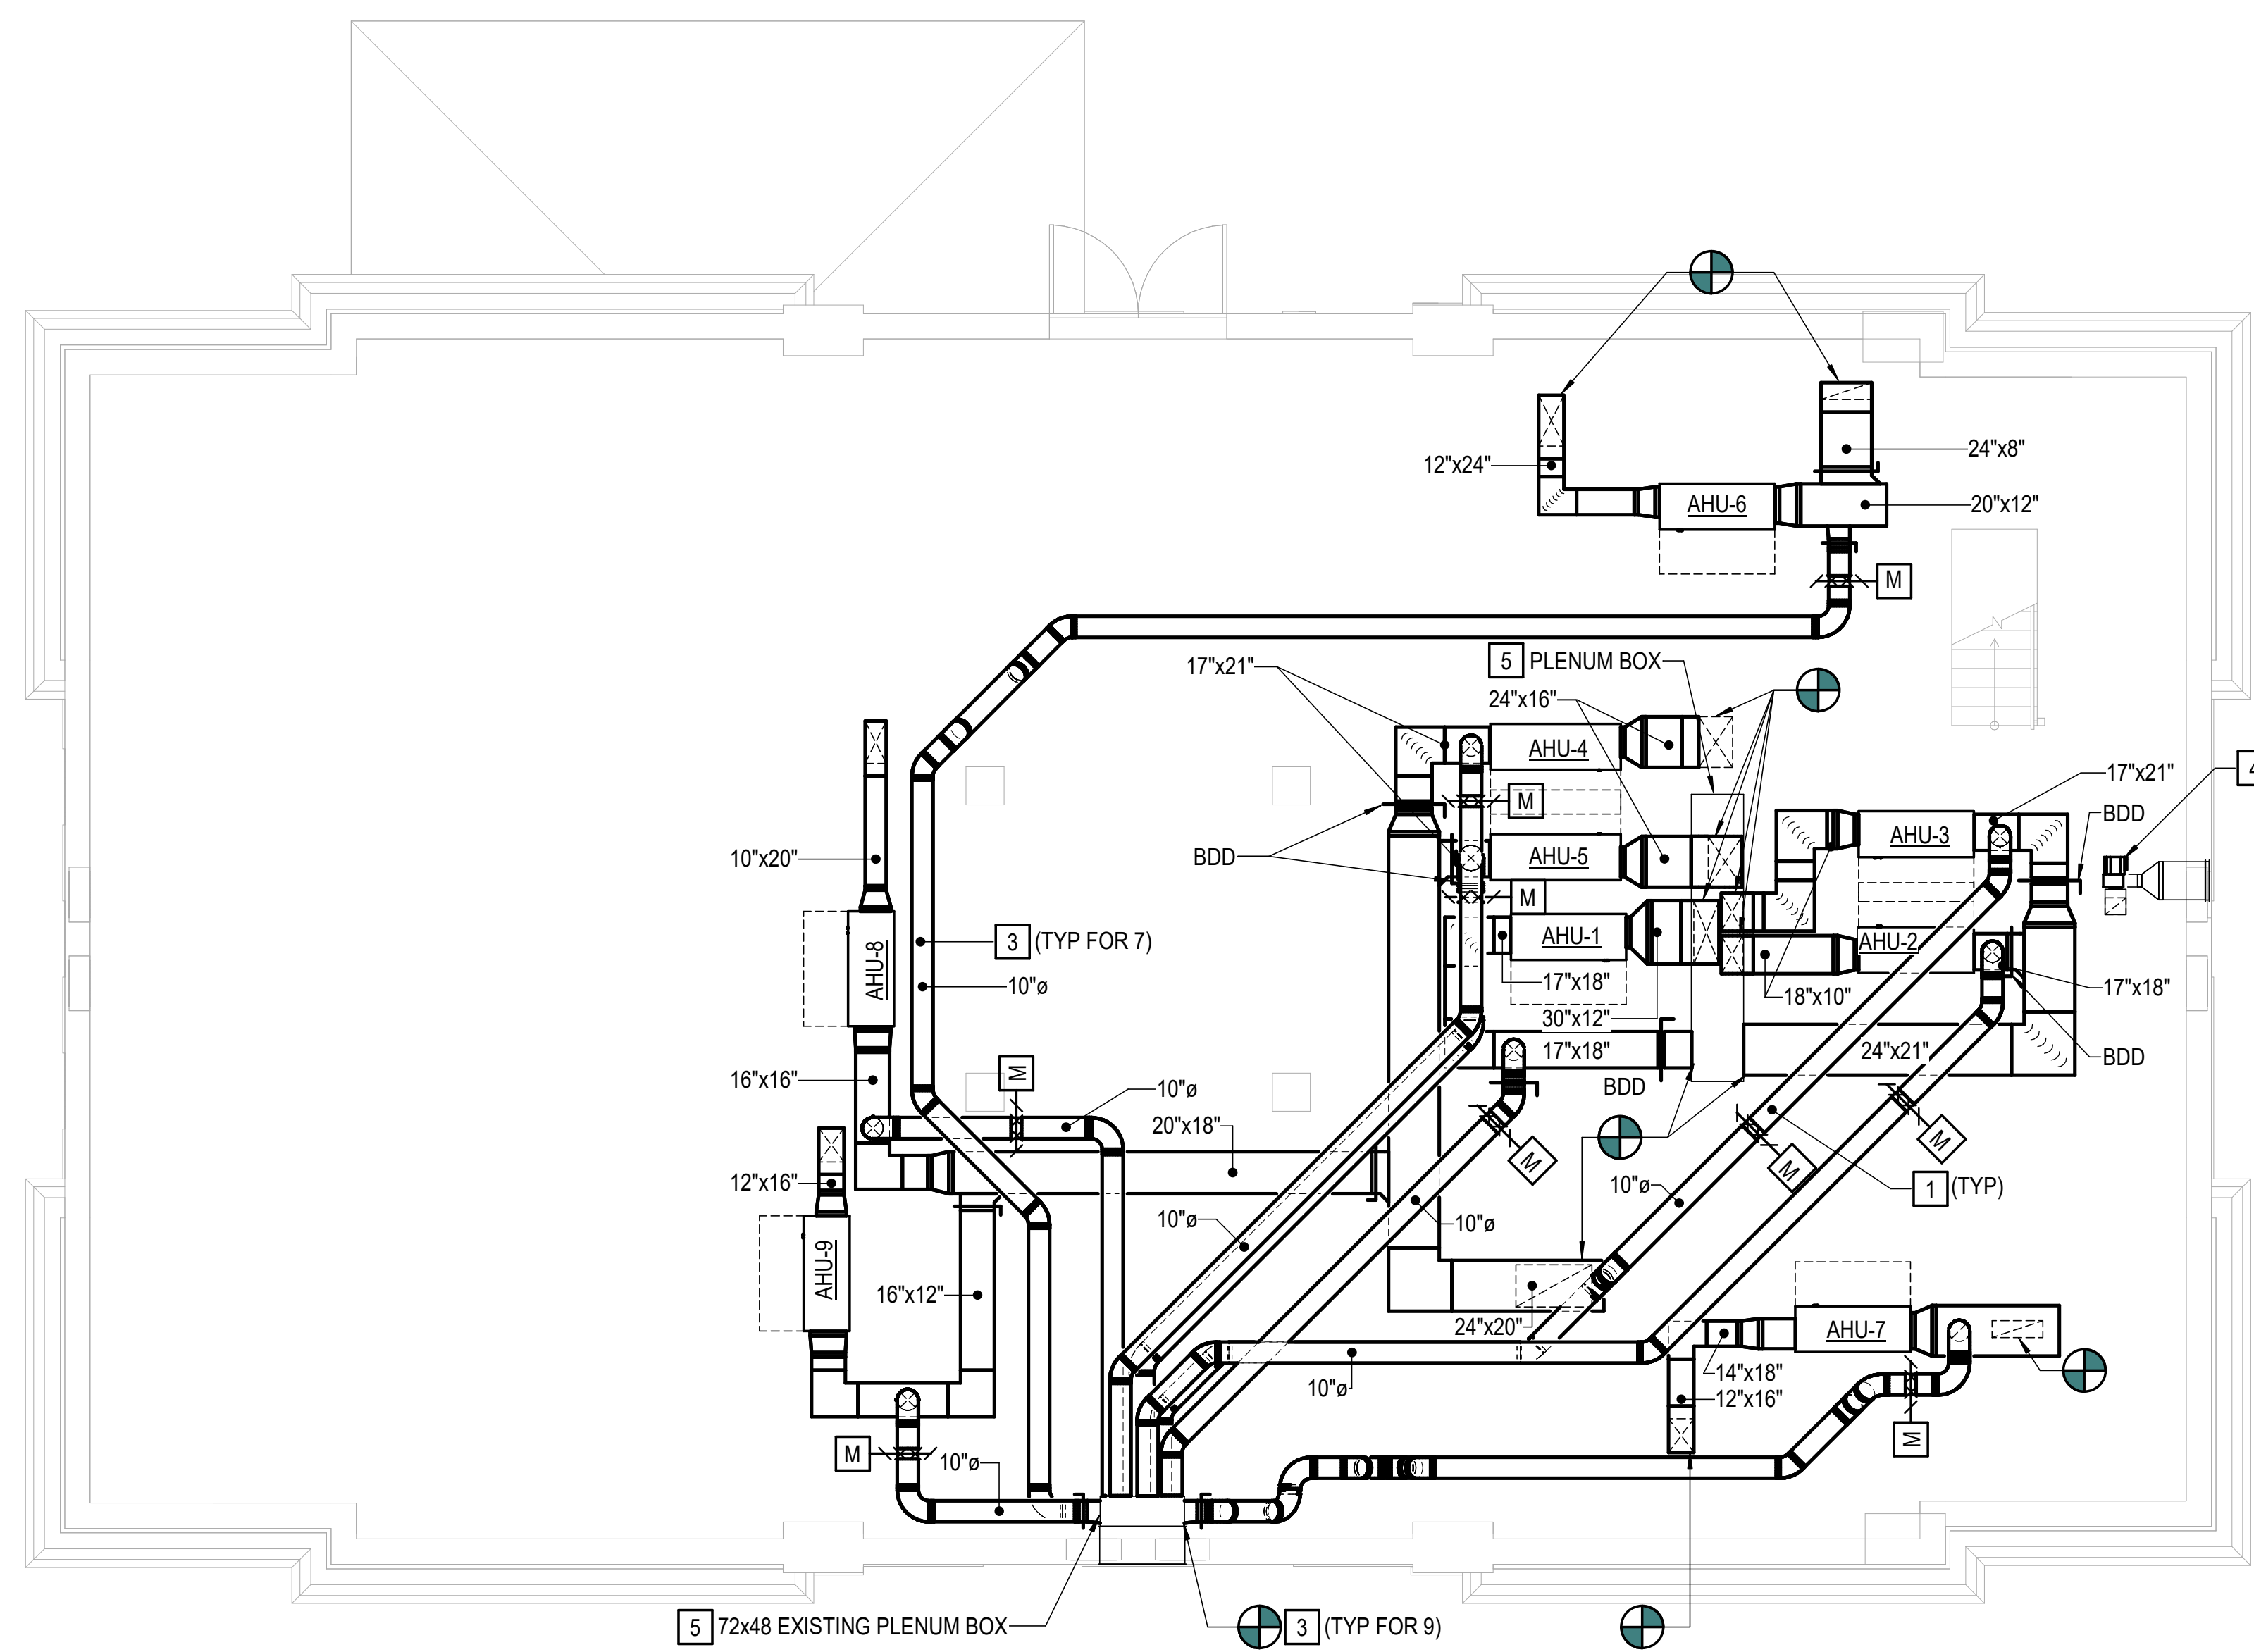 12"x24"
24"x8"
AHU-6
20"x12"
M
17"x21"
5 PLENUM BOX
24"x16"
AHU-4
17"x21"
4
M
BDD
AHU-3
10"x20"
BDD
AHU-5
M
3 (TYP FOR 7)
AHU-1
AHU-2
AHU-8
10"ø
17"x18"
18"x10"
17"x18"
30"x12"
17"x18"
24"x21"
BDD
M
16"x16"
10"ø
BDD
20"x18"
M
M
M
12"x16"
10"ø
1 (TYP)
10"ø
10"ø
AHU-9
16"x12"
24"x20"
AHU-7
14"x18"
10"ø
12"x16"
M
M
10"ø
5 72x48 EXISTING PLENUM BOX
3 (TYP FOR 9)